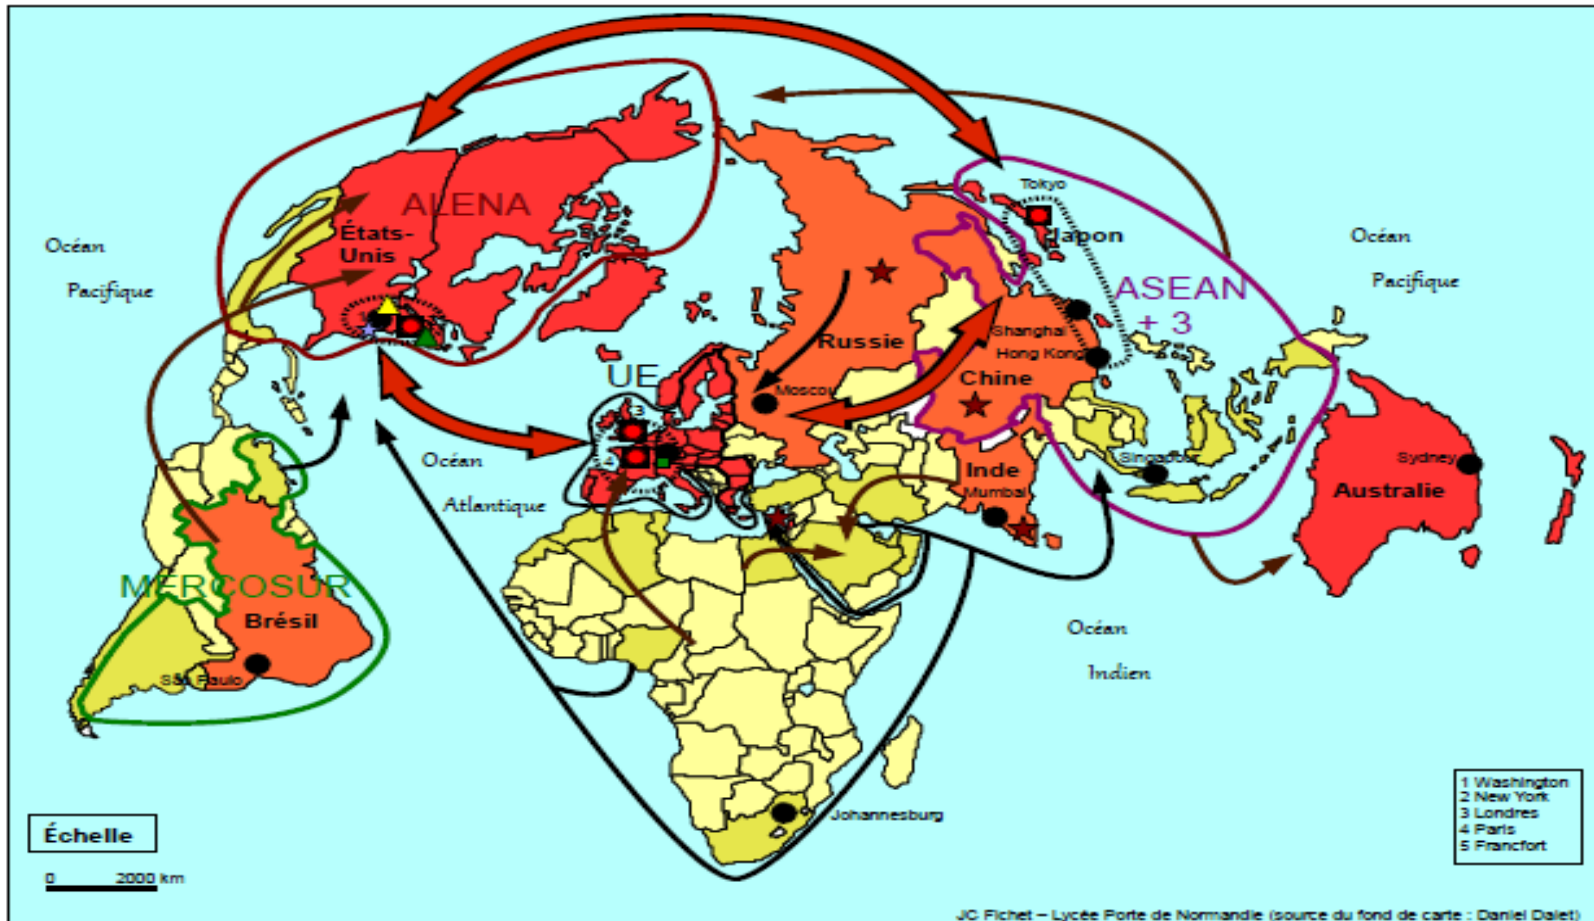 Tokyo
ALENA
États-
Unis
Japon
Océan
Pacifique
Océan
Pacifique
ASEAN
+ 3
1
Shanghai
Russie
Hong Kong
UE
Chine
Moscou
3
4
Océan
Atlantique
Inde
Mumbai
Singapour
Sydney
Australie
MERCOSUR
Brésil
Océan
Indien
São Paulo
Johannesburg
1 Washington
2 New York
3 Londres
4 Paris
5 Francfort
Échelle
0 2000 km
JC Fichet – Lycée Porte de Normandie (source du fond de carte : Daniel Dalet)